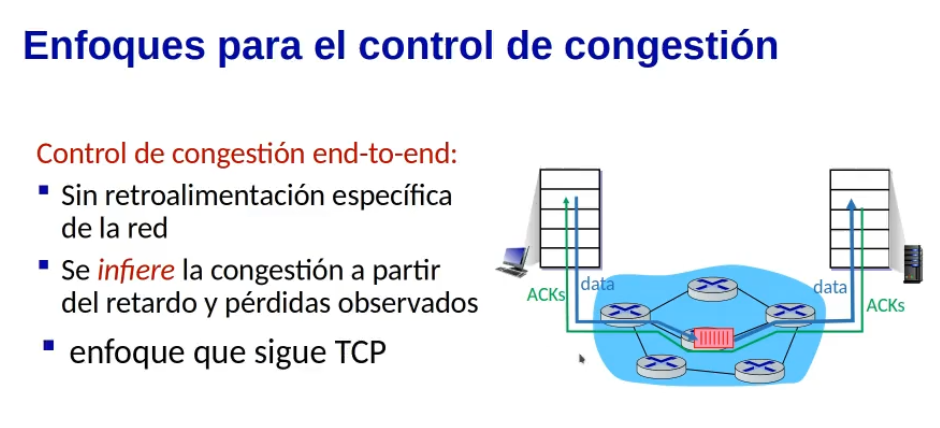 Enfoques para el control de congestión
Control de congestión end-to-end:
Sin retroalimentación específica
de la red
Se infiere la congestión a partir
del retardo y pérdidas observados
enfoque que sigue TCP
ACKs
data
data
ACKs